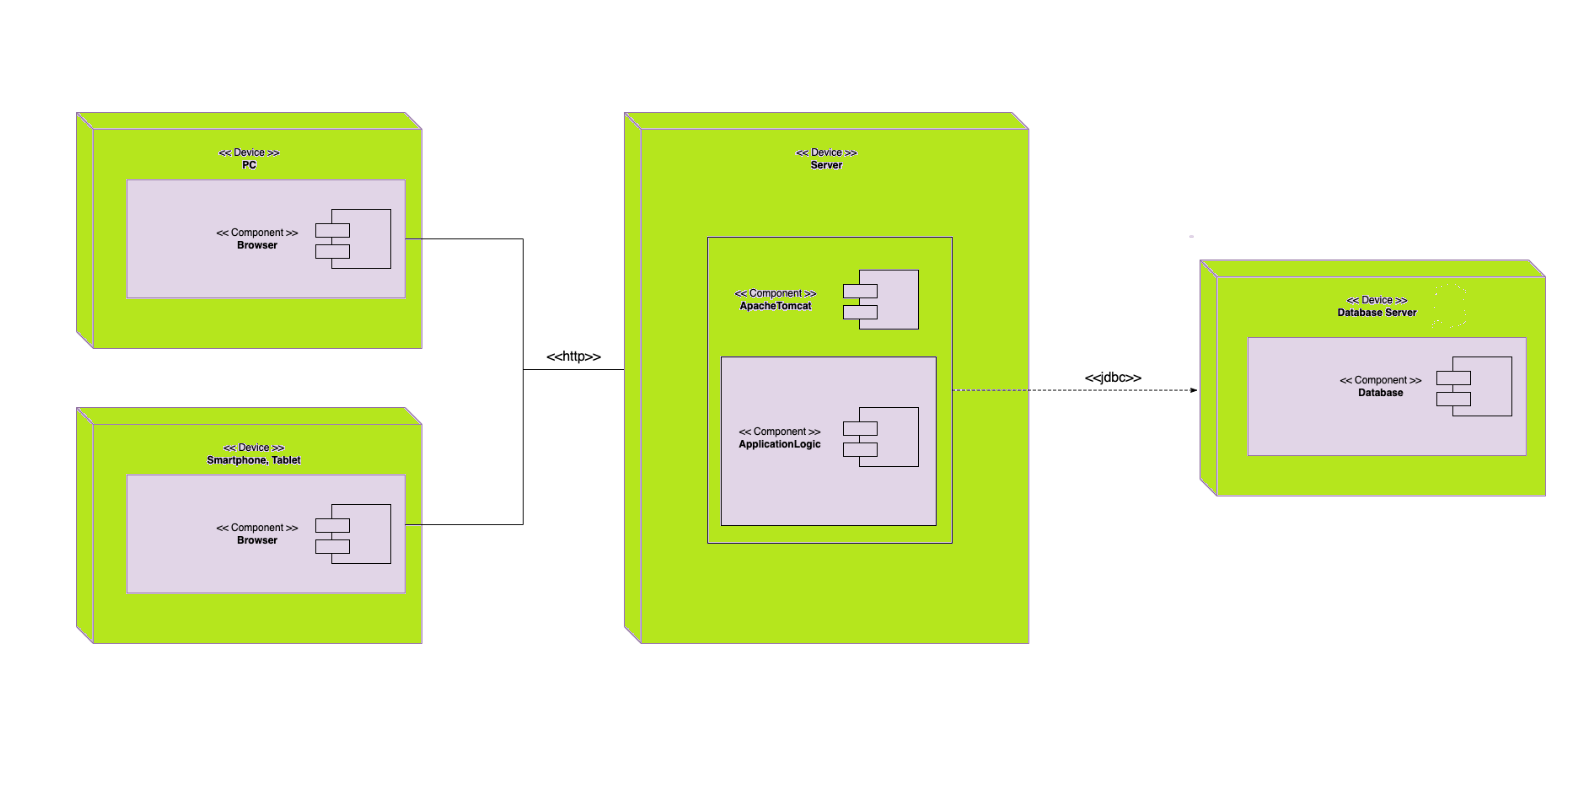 << Device >>
PC
<< Component >>
Browser
<< Device >>
Smartphone, Tablet
<< Component >>
Browser
<<http>>
<< Device >>
Server
<< Component >>
ApacheTomcat
<< Component >>
ApplicationLogic
<<jdbc>>
<< Device >>
Database Server
<< Component >>
Database